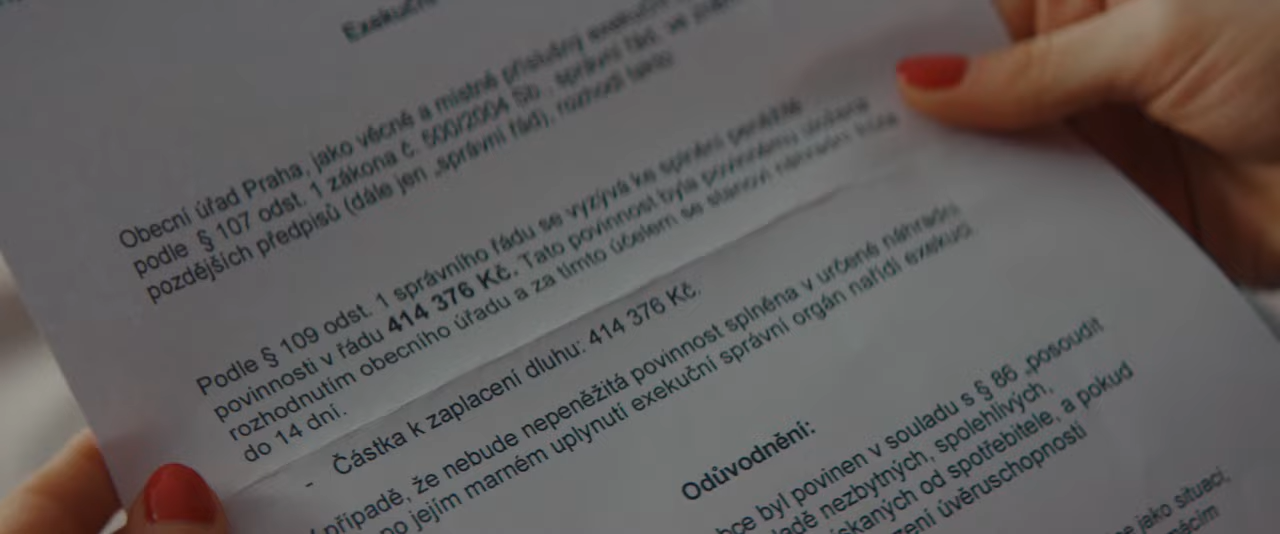 Exekuční
Obecní úřad Praha, jako věcně a místně příslušný exekuční
podle § 107 odst. 1 zákona č. 500/2004 Sb., správní řád, ve
pozdějších předpisů (dále jen „správní řád), rozhodl takto
Podle § 109 odst. 1 správního řádu se vyzývá ke splnění peněžité
povinnosti v řádu 414 376 Kč. Tato povinnost byla povinnému uložena
rozhodnutím obecního úřadu a za tímto účelem se stanoví náhradní lhůta
do 14 dní.
- Částka k zaplacení dluhu: 414 376 Kč.
případě, že nebude nepeněžitá povinnost splněna v určené náhradní
po jejím marném uplynutí exekuční správní orgán nařídí exekuci.
Odůvodnění:
byl povinen v souladu s § 86 „posoudit
nezbytných, spolehlivých,
získaných od spotřebitele, a pokud
úvěruschopnosti
jako situaci,